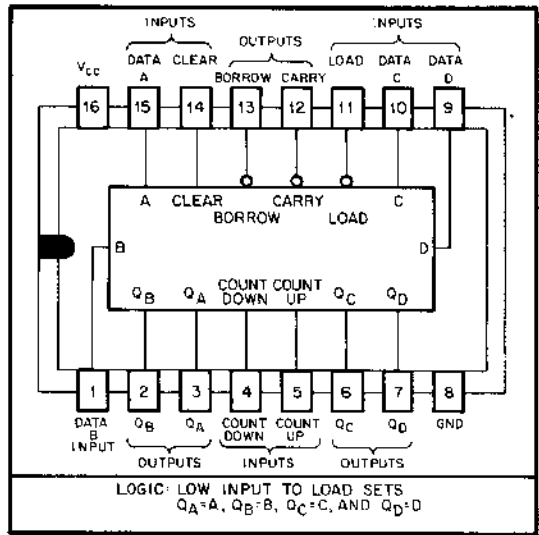 INPUTS
OUTPUTS
INPUTS
VCC
DATA A
CLEAR
BORROW
CARRY
LOAD
DATA C
DATA D
16 15 14 13 12 11 10 9
A CLEAR BORROW CARRY LOAD C
B
D
QB QA COUNT DOWN COUNT UP QC QD
1 2 3 4 5 6 7 8
DATA B INPUT
QB
QA
COUNT DOWN
COUNT UP
QC
QD
GND
OUTPUTS
INPUTS
OUTPUTS
LOGIC: LOW INPUT TO LOAD SETS
QA=A, QB=B, QC=C, AND QD=D